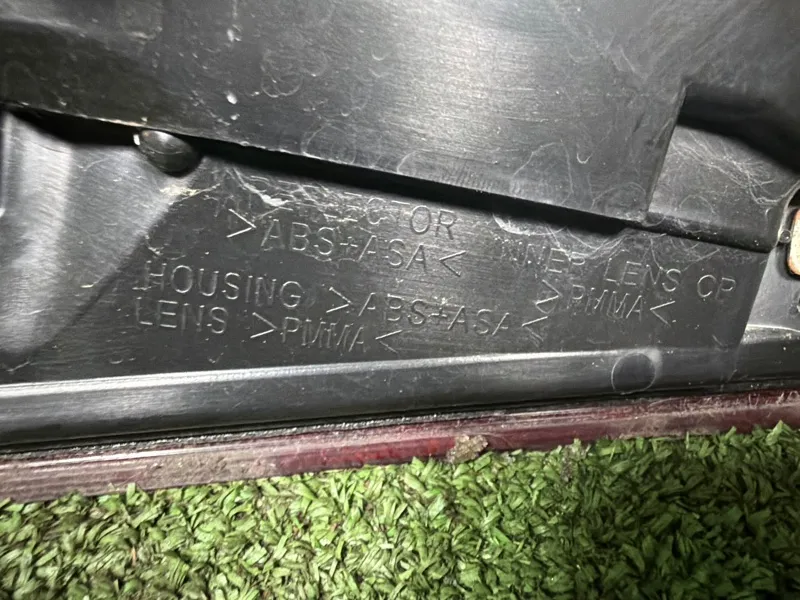 REFLECTOR
>ABS+ASA<
INNER LENS CP
>PMMA<
HOUSING >ABS+ASA<
LENS >PMMA<